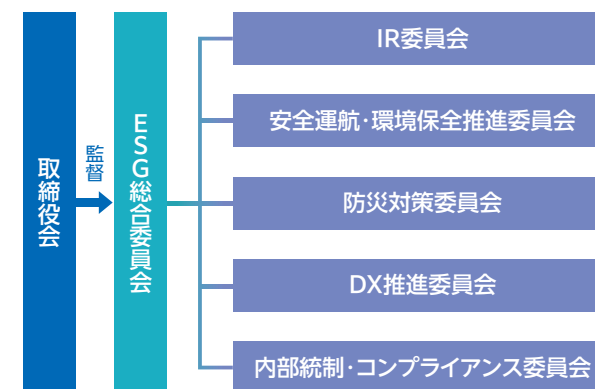 取締役会
監督
ESG総合委員会
IR委員会
安全運航･環境保全推進委員会
防災対策委員会
DX推進委員会
内部統制･コンプライアンス委員会